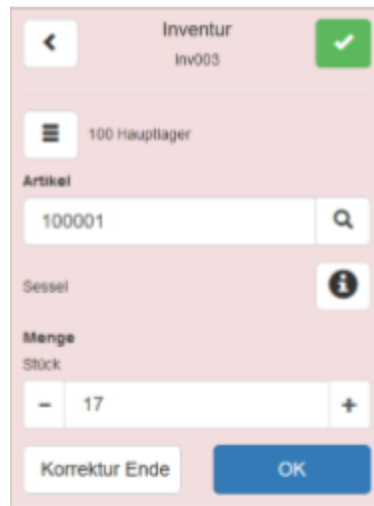 Inventur
Inv003
100 Hauptlager
Artikel
100001
Sessel
Menge
Stück
- 17 +
Korrektur Ende OK